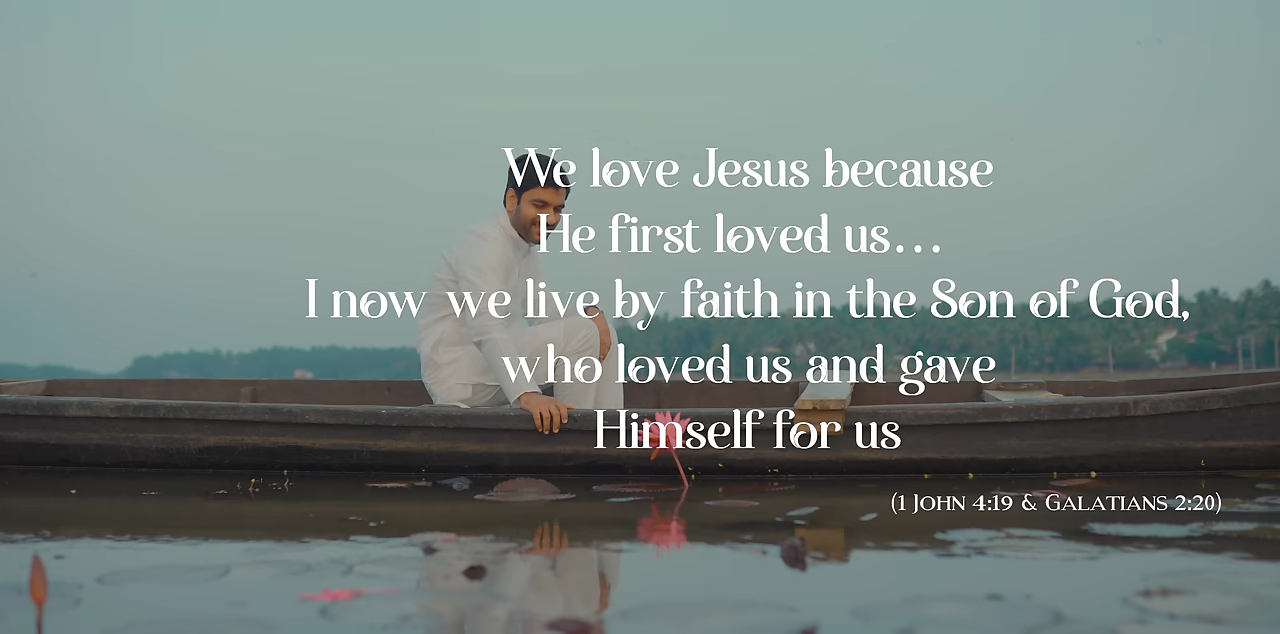 We love Jesus because
He first loved us...
I now we live by faith in the Son of God,
who loved us and gave
Himself for us
(1 John 4:19 & Galatians 2:20)